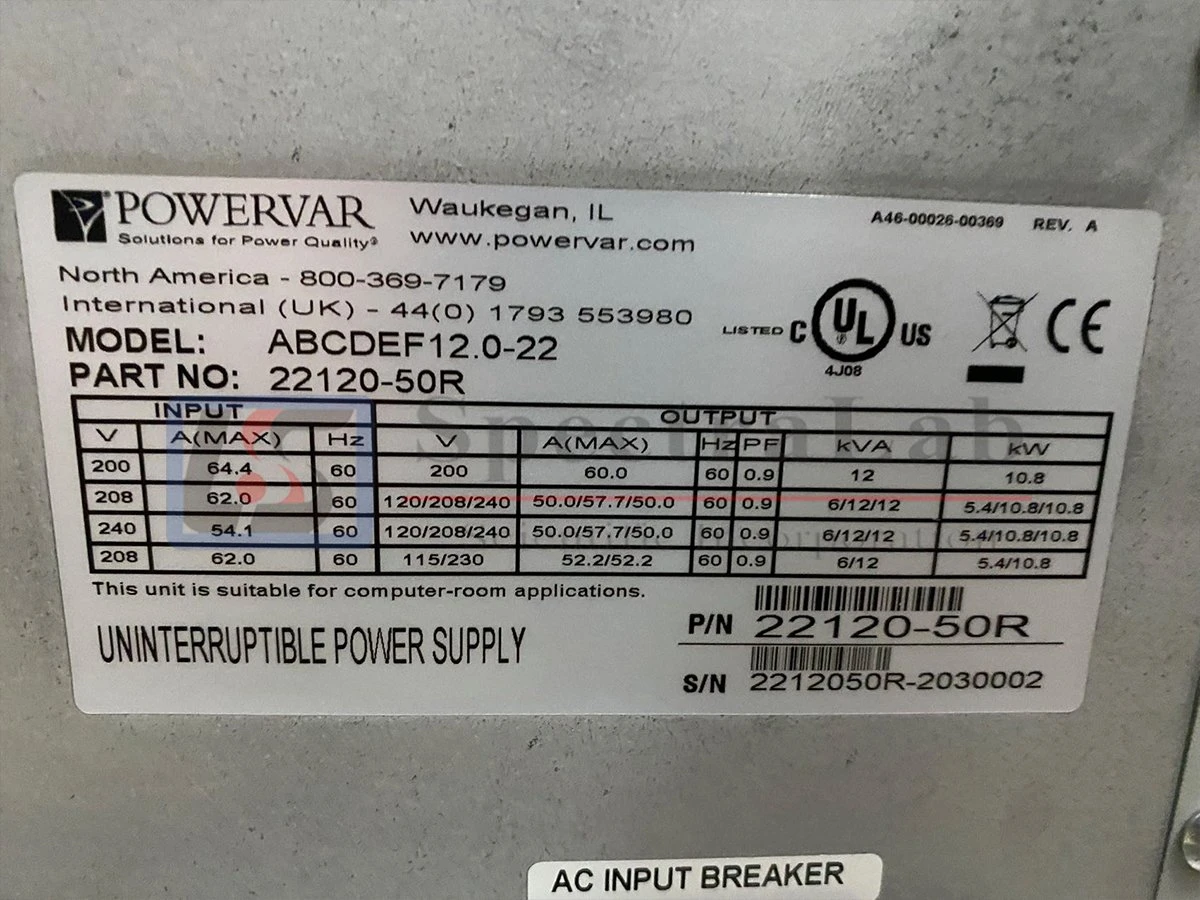 POWERVAR
Solutions for Power Quality®
Waukegan, IL
www.powervar.com
A46-00026-00369 REV. A
North America - 800-369-7179
International (UK) - 44(0) 1793 553980
MODEL: ABCDEF12.0-22
PART NO: 22120-50R
LISTED C UL US
4J08
CE
INPUT OUTPUT
V A(MAX) Hz V A(MAX) Hz PF kVA kW
200 64.4 60 200 60.0 60 0.9 12 10.8
208 62.0 60 120/208/240 50.0/57.7/50.0 60 0.9 6/12/12 5.4/10.8/10.8
240 54.1 60 120/208/240 50.0/57.7/50.0 60 0.9 6/12/12 5.4/10.8/10.8
208 62.0 60 115/230 52.2/52.2 60 0.9 6/12 5.4/10.8
SpectraLab
This unit is suitable for computer-room applications.
UNINTERRUPTIBLE POWER SUPPLY
P/N 22120-50R
S/N 2212050R-2030002
AC INPUT BREAKER